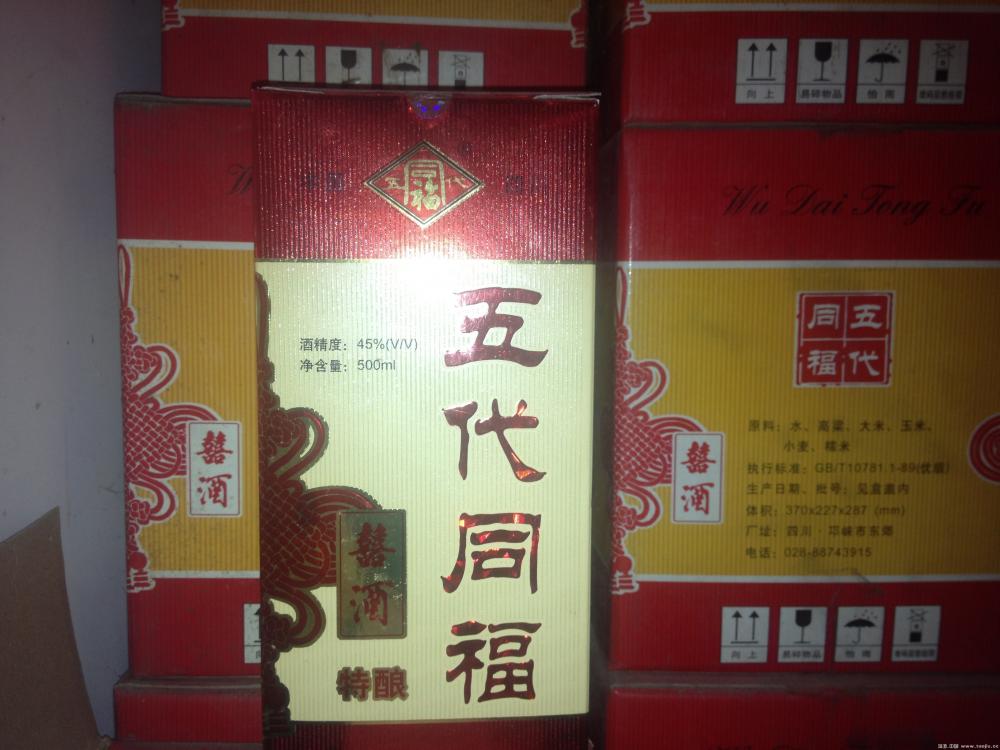 向上
易碎物品
怕雨
Wu Dai Tong Fu
五代
同福
囍酒
原料：水、高粱、大米、玉米、
小麦、糯米
执行标准：GB/T10781.1-89(优级)
生产日期、批号：见盒盖内
体积：370x227x287 (mm)
厂址：四川·邛崃市东郊
电话：028-88743915
向上
易碎物品
怕雨
五同福代
®
酒精度：45%(V/V)
净含量：500ml
五代同福
囍酒
特酿
W
囍酒